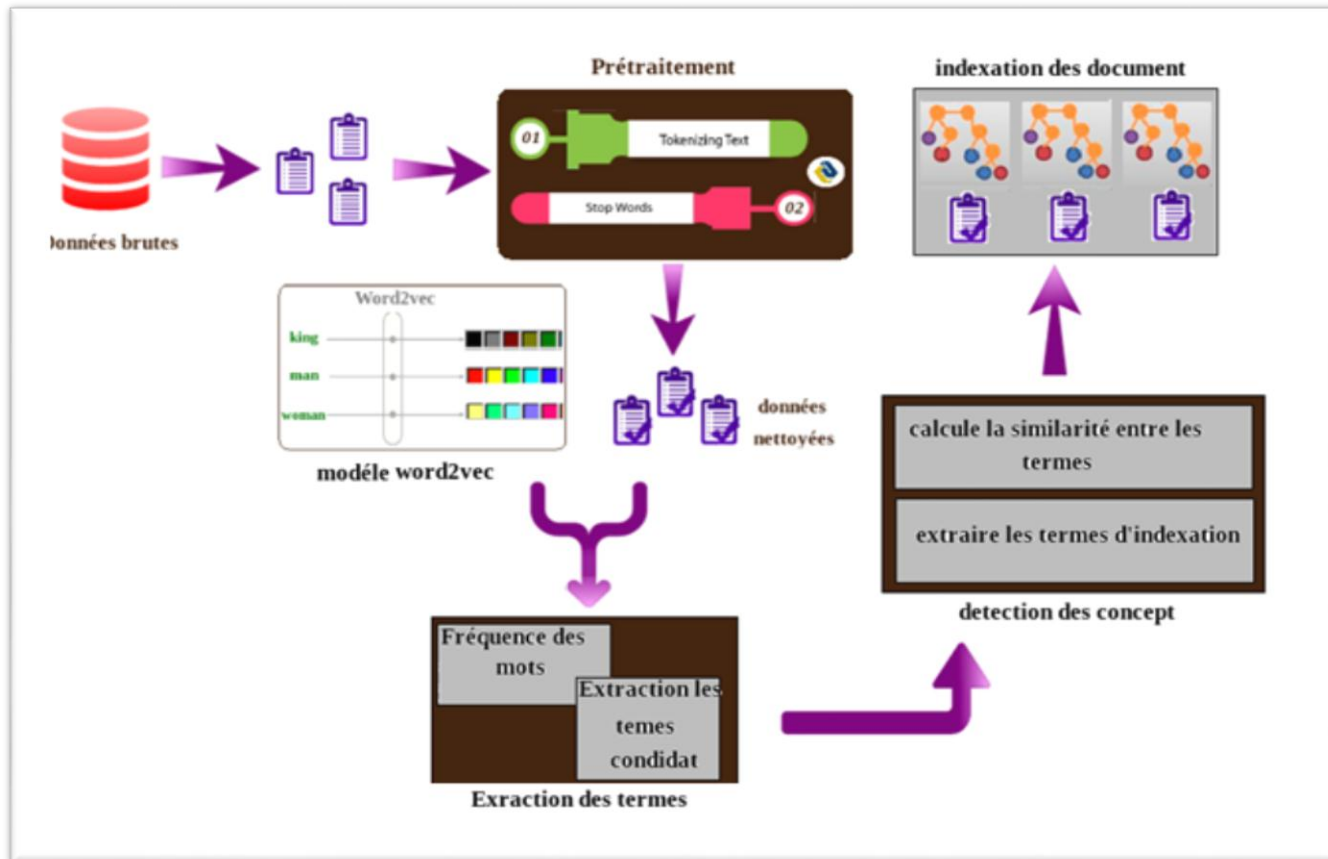 Prétraitement
01
Tokenizing Text
Stop Words
02
indexation des document
Données brutes
Word2vec
king
man
woman
modéle word2vec
données
nettoyées
calcule la similarité entre les
termes
extraire les termes d'indexation
detection des concept
Fréquence des
mots
Extraction les
temes
condidat
Exraction des termes